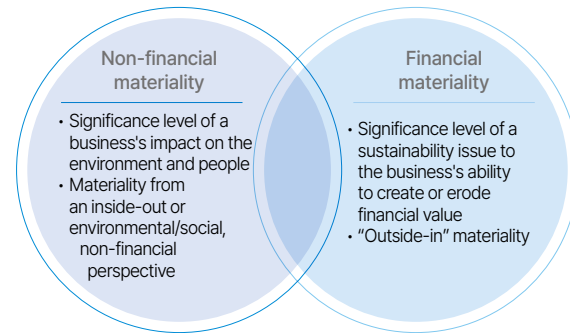 Non-financial
materiality
• Significance level of a
business's impact on the
environment and people
• Materiality from
an inside-out or
environmental/social,
non-financial
perspective
Financial
materiality
• Significance level of a
sustainability issue to
the business's ability
to create or erode
financial value
• “Outside-in” materiality